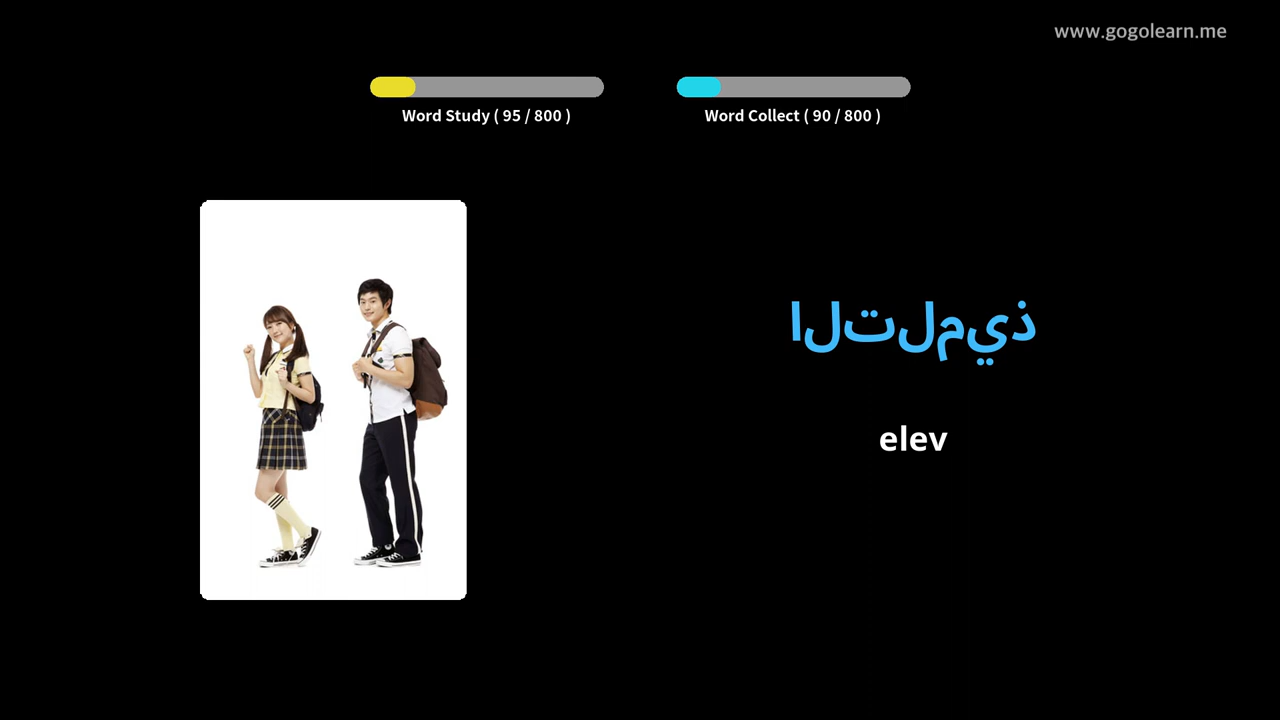 www.gogolearn.me
Word Study ( 95 / 800 )
Word Collect ( 90 / 800 )
التلميذ
elev